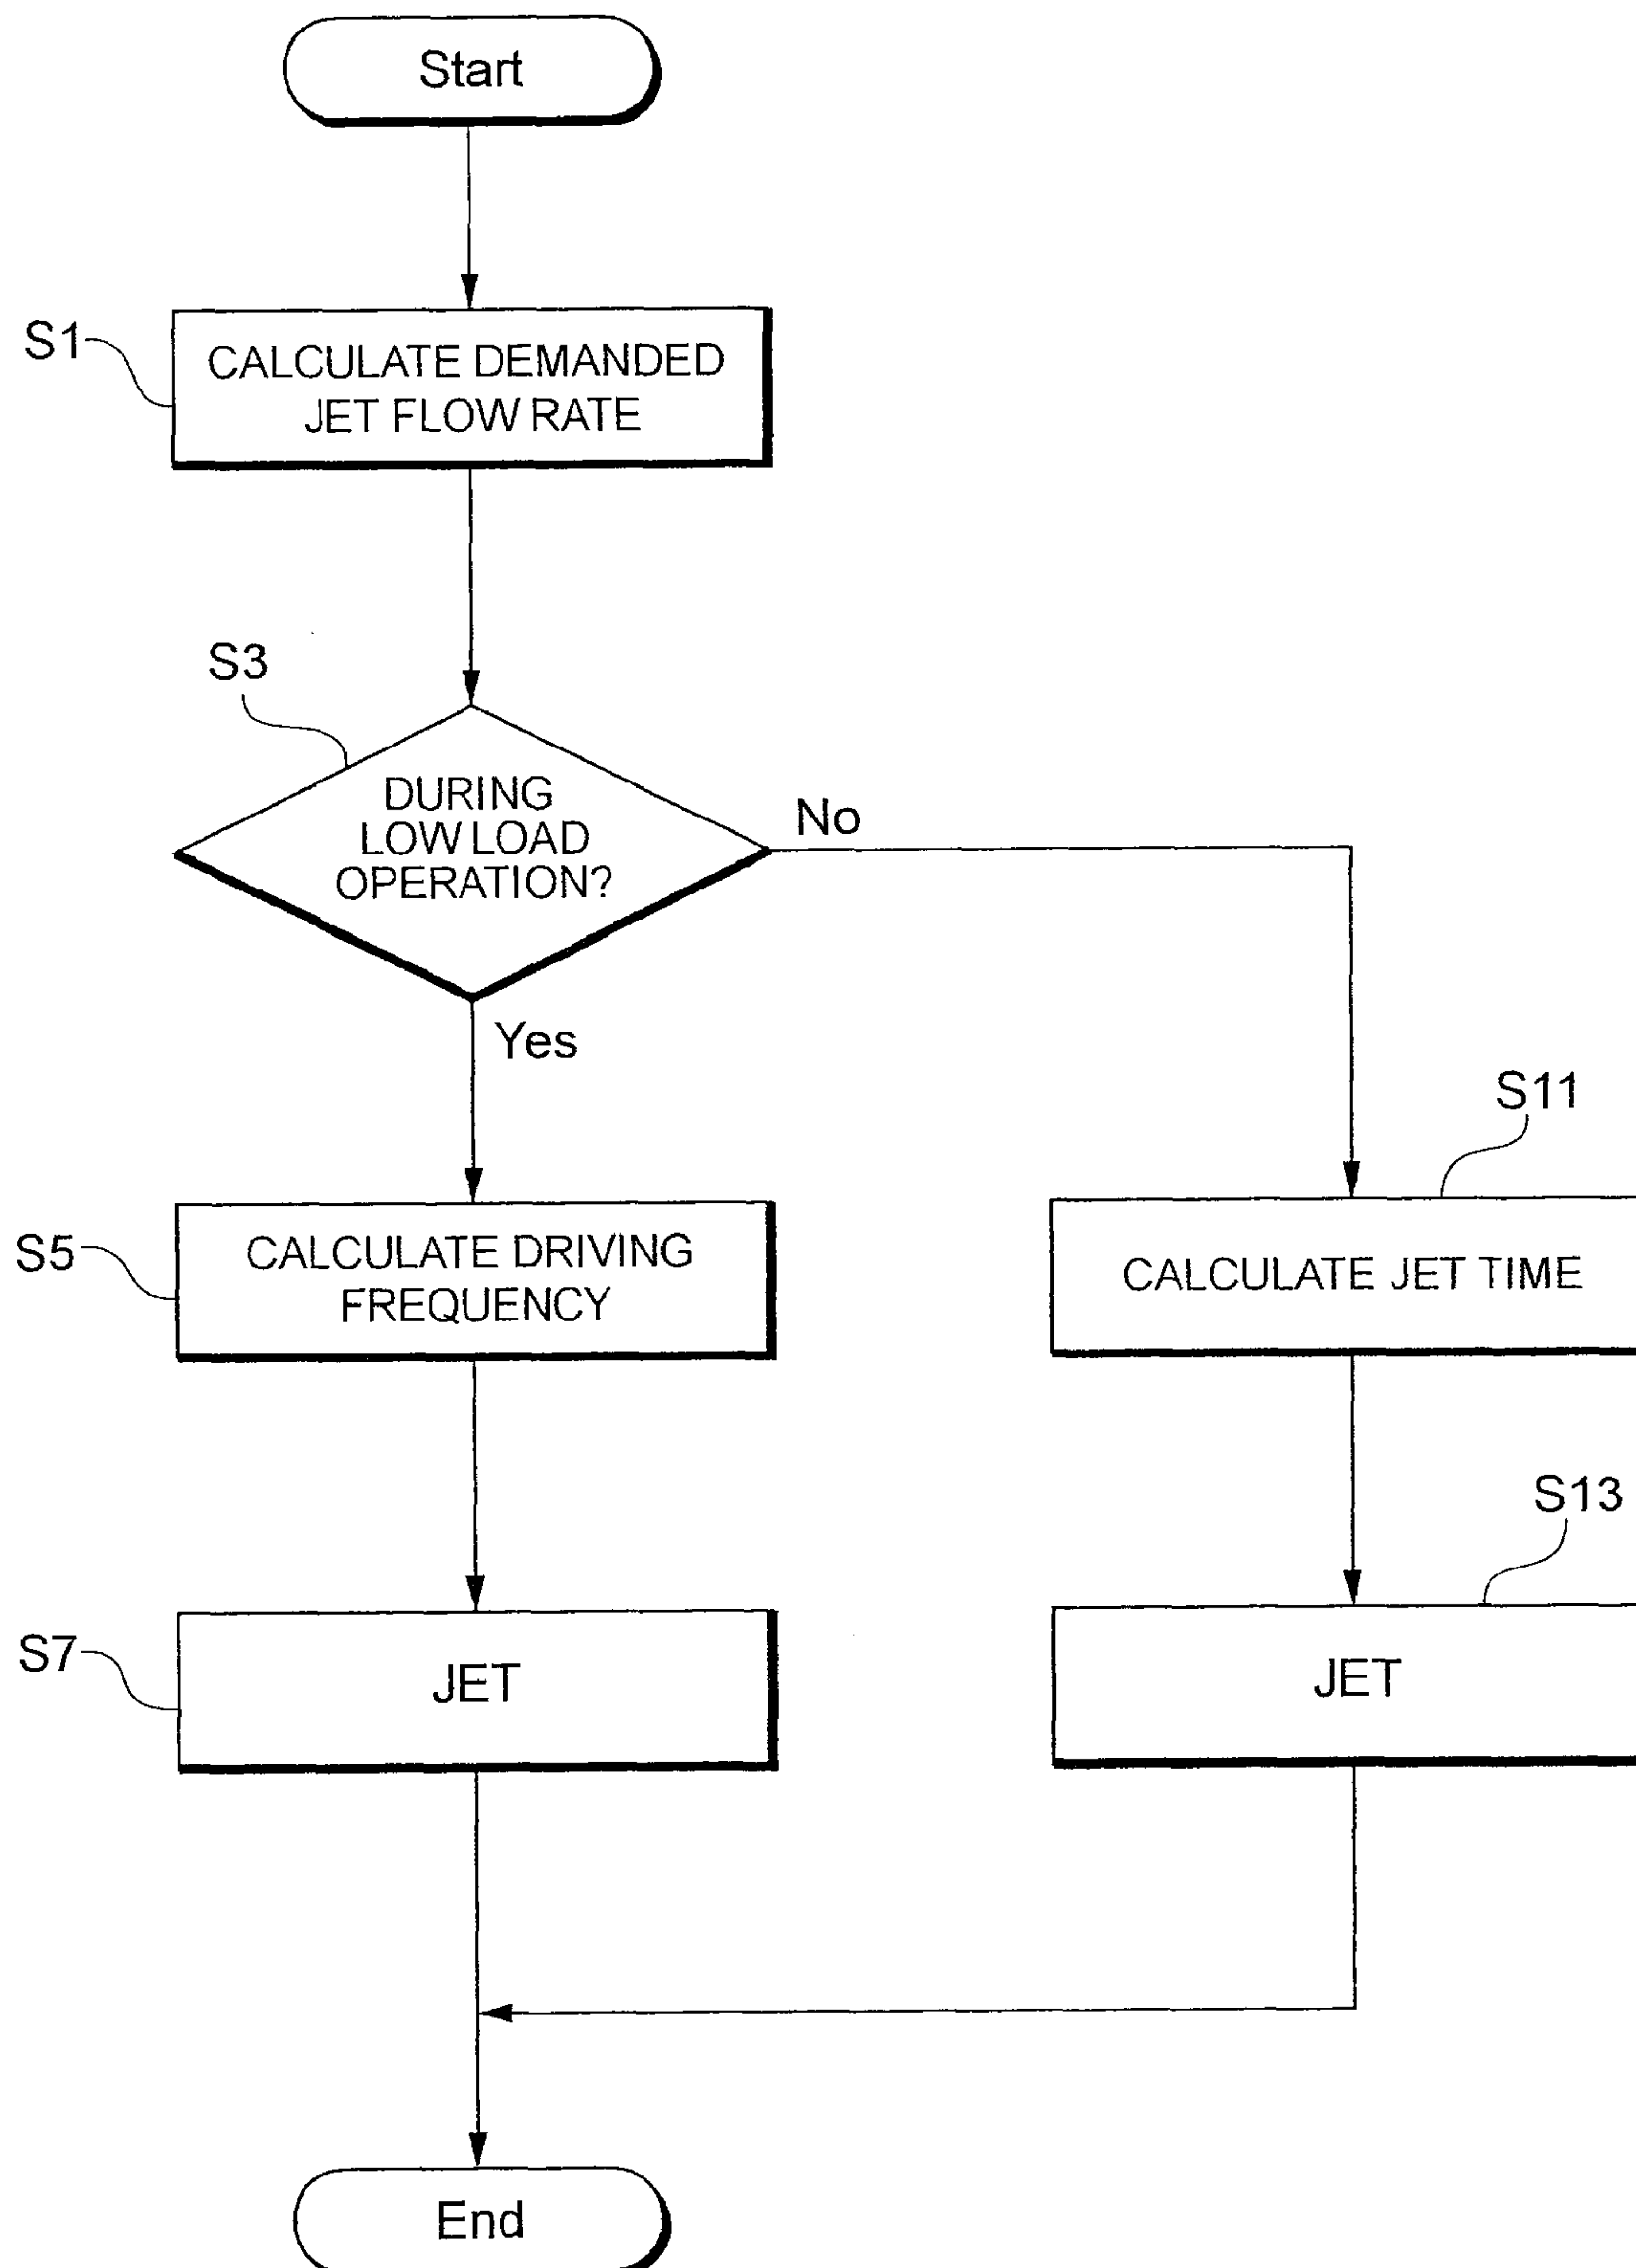 Start
S1
CALCULATE DEMANDED
JET FLOW RATE
S3
DURING
LOW LOAD
OPERATION?
No
Yes
S11
S5
CALCULATE DRIVING
FREQUENCY
CALCULATE JET TIME
S13
S7
JET
JET
End